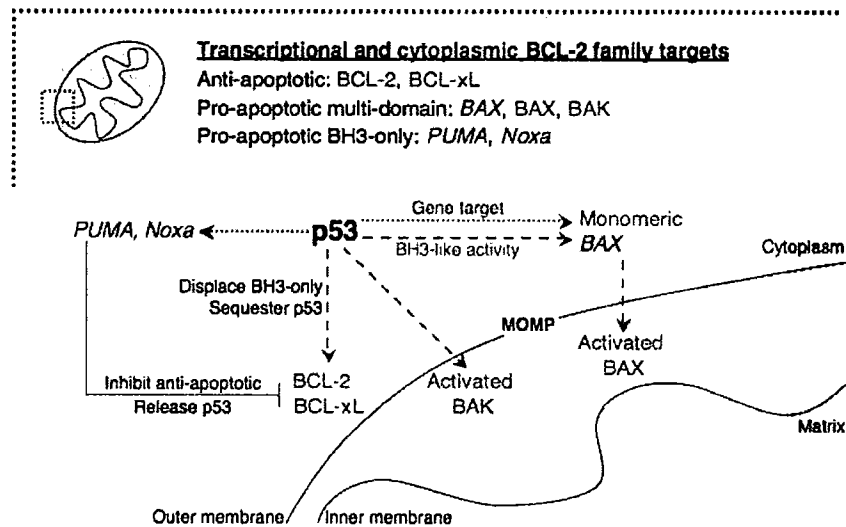 Transcriptional and cytoplasmic BCL-2 family targets
Anti-apoptotic: BCL-2, BCL-xL
Pro-apoptotic multi-domain: BAX, BAX, BAK
Pro-apoptotic BH3-only: PUMA, Noxa
PUMA, Noxa
p53
Gene target
BH3-like activity
Monomeric
BAX
Cytoplasm
Displace BH3-only
Sequester p53
MOMP
Activated
BAX
Inhibit anti-apoptotic
Release p53
BCL-2
BCL-xL
Activated
BAK
Matrix
Outer membrane
Inner membrane